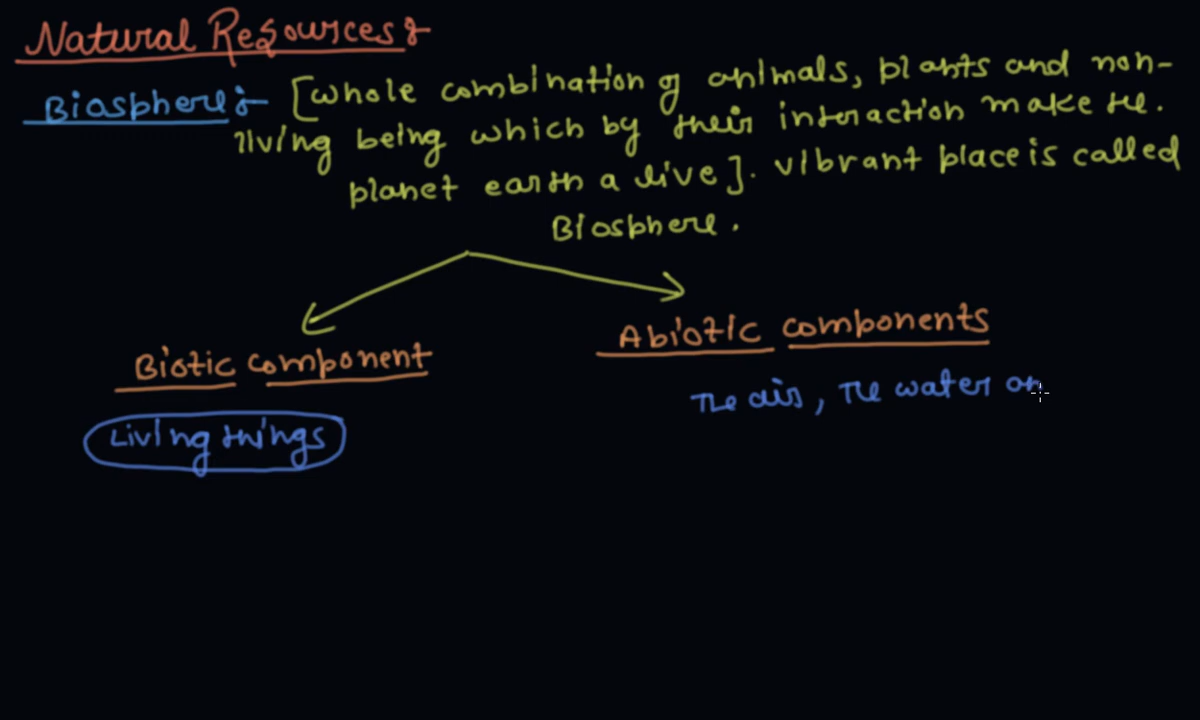 Natural Resources:-
Biosphere:- [whole combination of animals, plants and non-
living being which by their interaction make the.
planet earth a live]. vibrant place is called
Biosphere.
Biotic component
Abiotic components
Living things
The air, The water an